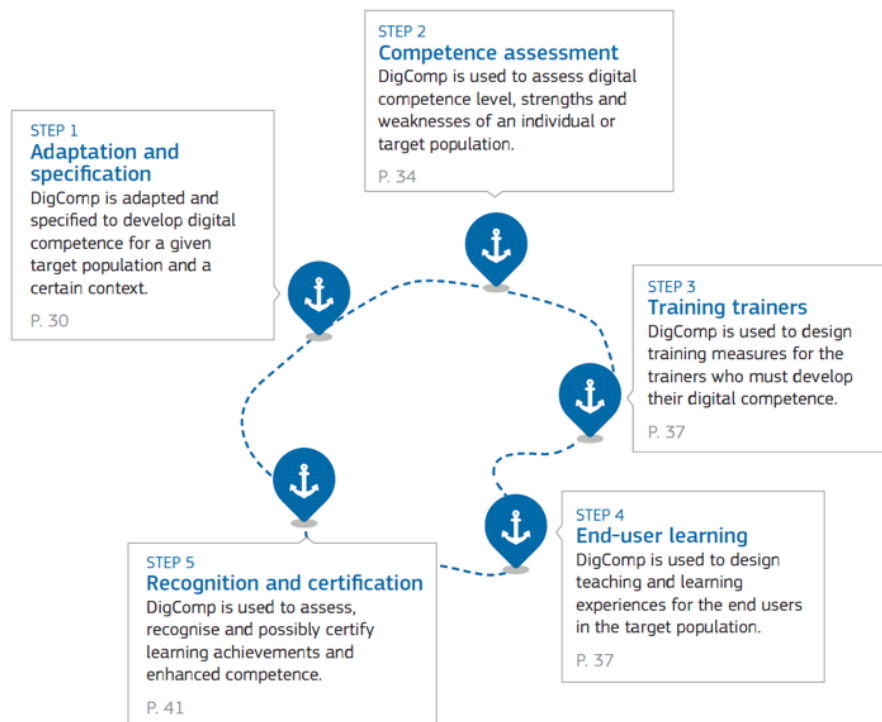 STEP 1
Adaptation and
specification
DigComp is adapted and
specified to develop digital
competence for a given
target population and a
certain context.
P. 30
STEP 2
Competence assessment
DigComp is used to assess digital
competence level, strengths and
weaknesses of an individual or
target population.
P. 34
STEP 3
Training trainers
DigComp is used to design
training measures for the
trainers who must develop
their digital competence.
P. 37
STEP 4
End-user learning
DigComp is used to design
teaching and learning
experiences for the end users
in the target population.
P. 37
STEP 5
Recognition and certification
DigComp is used to assess,
recognise and possibly certify
learning achievements and
enhanced competence.
P. 41